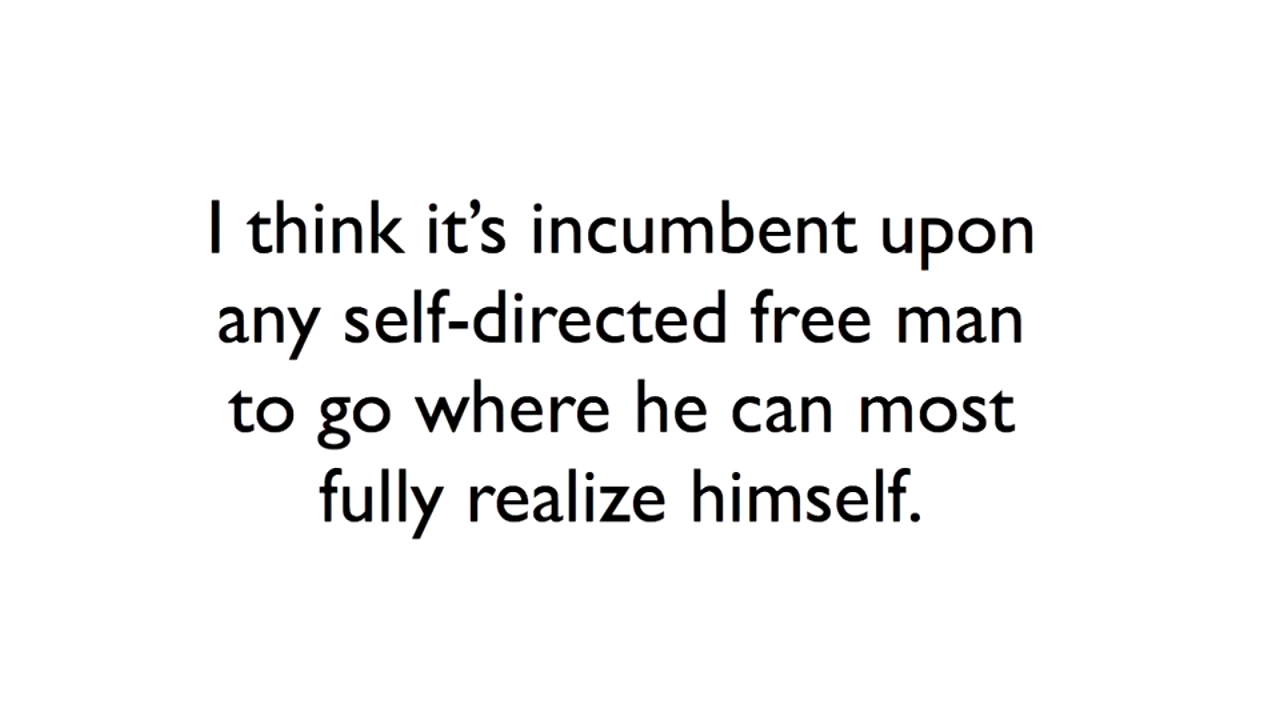 I think it’s incumbent upon
any self-directed free man
to go where he can most
fully realize himself.